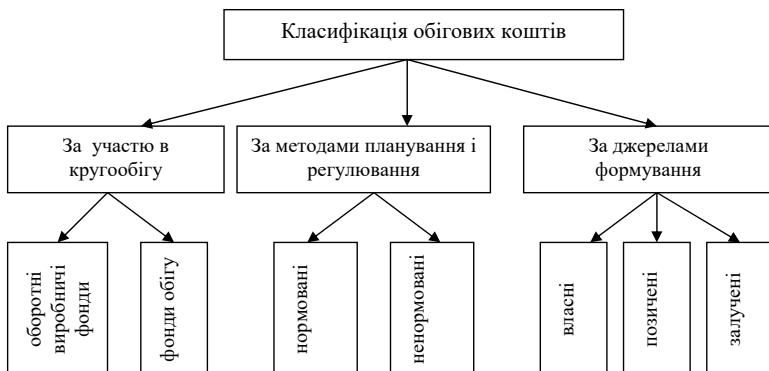 Класифікація обігових коштів
За участю в
кругообігу
За методами планування і
регулювання
За джерелами
формування
оборотні
виробничі
фонди
фонди обігу
нормовані
ненормовані
власні
позичені
залучені